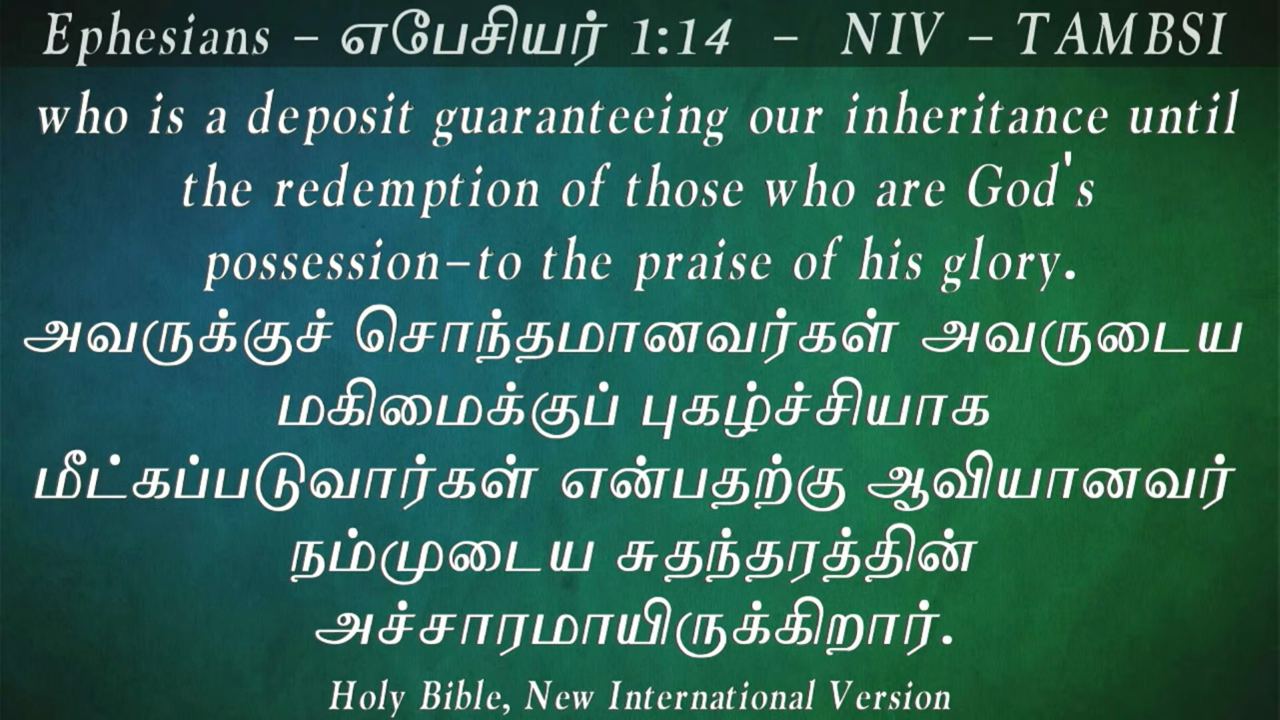 Ephesians – எபேசியர் 1:14 – NIV – TAMBSI
who is a deposit guaranteeing our inheritance until
the redemption of those who are God's
possession–to the praise of his glory.
அவருக்குச் சொந்தமானவர்கள் அவருடைய
மகிமைக்குப் புகழ்ச்சியாக
மீட்கப்படுவார்கள் என்பதற்கு ஆவியானவர்
நம்முடைய சுதந்தரத்தின்
அச்சாரமாயிருக்கிறார்.
Holy Bible, New International Version